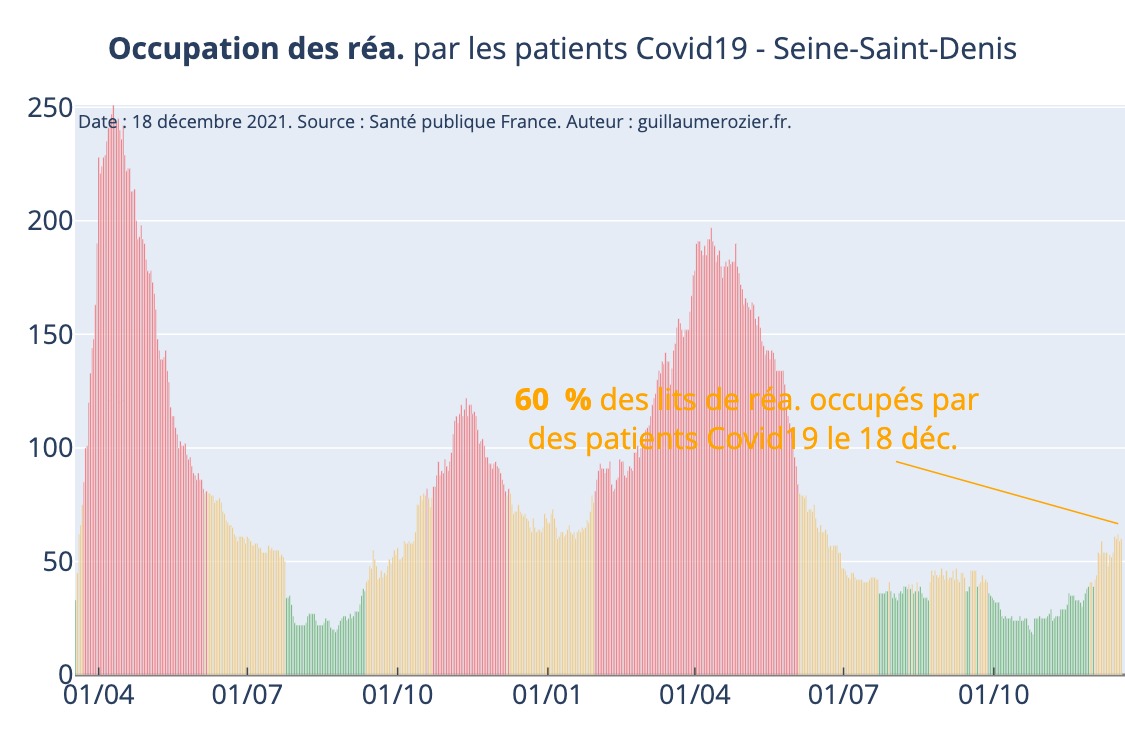 Occupation des réa. par les patients Covid19 - Seine-Saint-Denis
250
Date : 18 décembre 2021. Source : Santé publique France. Auteur : guillaumerozier.fr.
200
150
60 % des lits de réa. occupés par
des patients Covid19 le 18 déc.
100
50
0
01/04 01/07 01/10 01/01 01/04 01/07 01/10